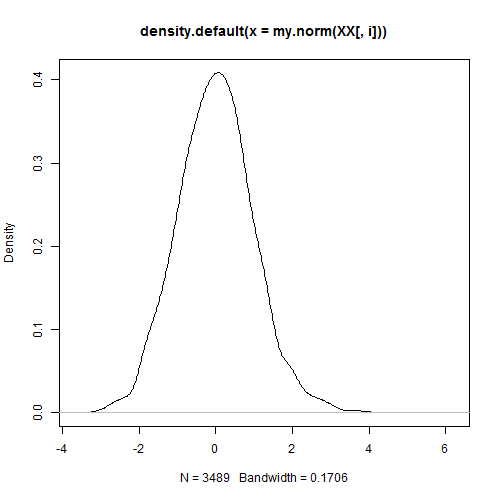 density.default(x = my.norm(XX[, i]))
Density
0.4
0.3
0.2
0.1
0.0
-4 -2 0 2 4 6
N = 3489 Bandwidth = 0.1706